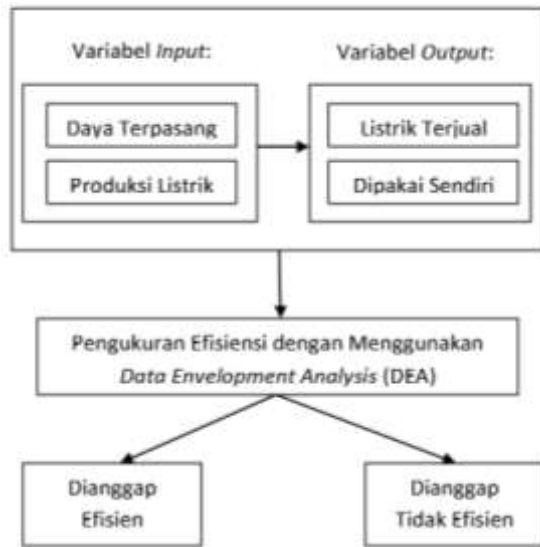 Variabel Input:
Variabel Output:
Daya Terpasang
Produksi Listrik
Listrik Terjual
Dipakai Sendiri
Pengukuran Efisiensi dengan Menggunakan
Data Envelopment Analysis (DEA)
Dianggap
Efisien
Dianggap
Tidak Efisien